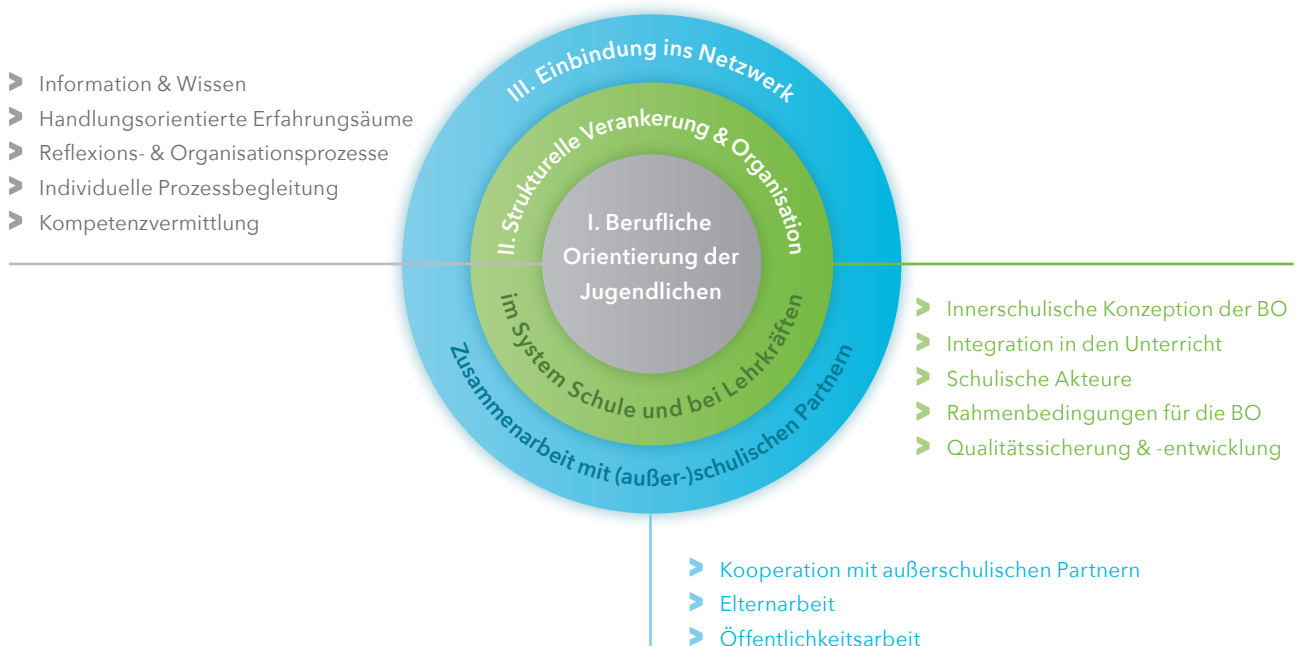 III. Einbindung ins Netzwerk
Zusammenarbeit mit (außer-)schulischen Partnern
II. Strukturelle Verankerung & Organisation
im System Schule und bei Lehrkräften
I. Berufliche
Orientierung der
Jugendlichen
> Information & Wissen
> Handlungsorientierte Erfahrungsäume
> Reflexions- & Organisationsprozesse
> Individuelle Prozessbegleitung
> Kompetenzvermittlung
> Innerschulische Konzeption der BO
> Integration in den Unterricht
> Schulische Akteure
> Rahmenbedingungen für die BO
> Qualitätssicherung & -entwicklung
> Kooperation mit außerschulischen Partnern
> Elternarbeit
> Öffentlichkeitsarbeit